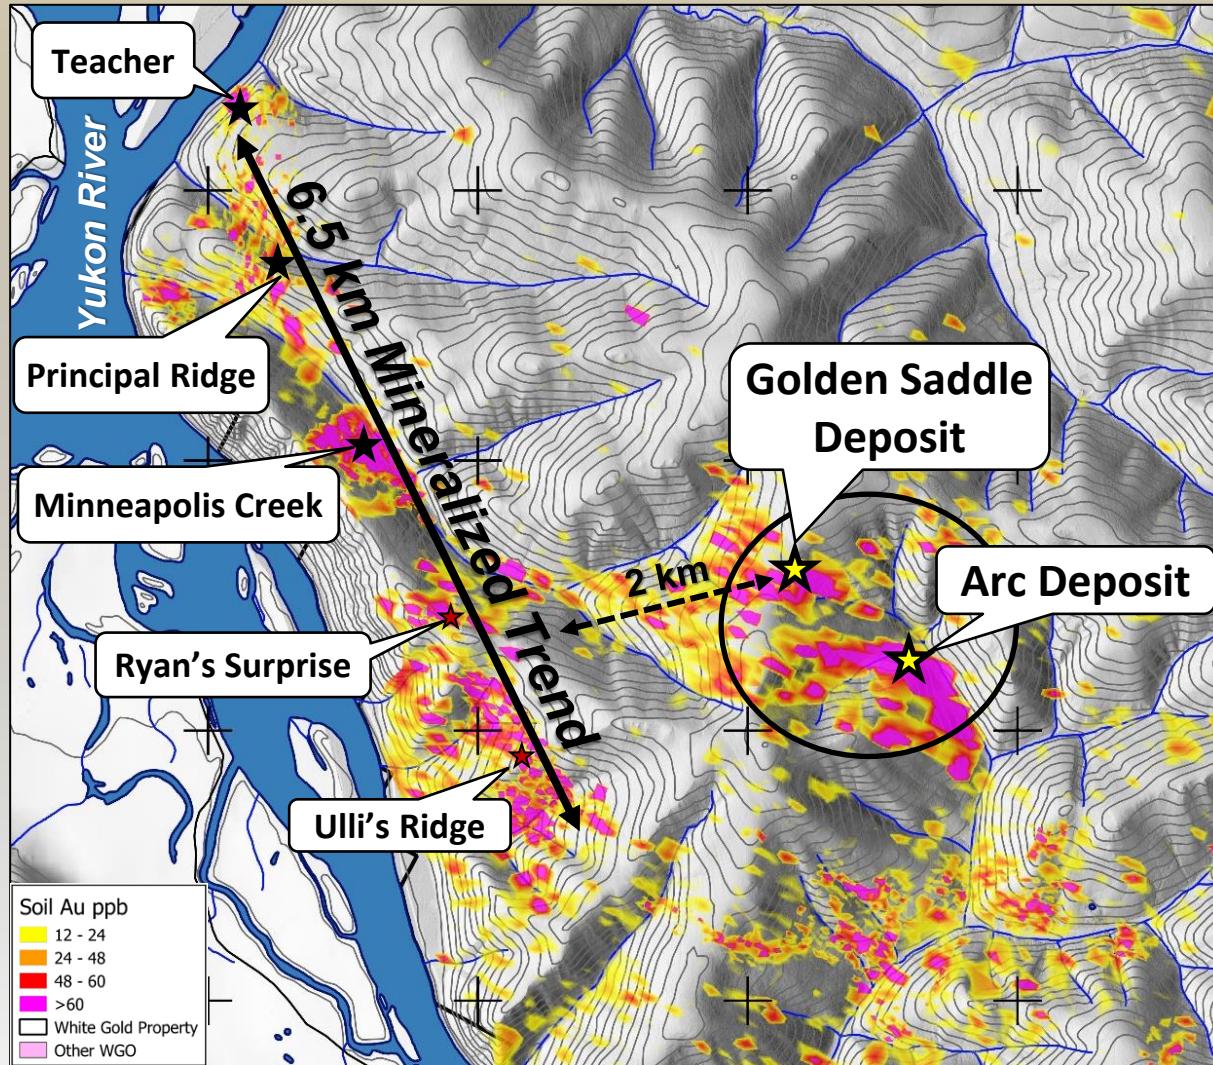 Teacher
Yukon River
6.5 km Mineralized Trend
Principal Ridge
Golden Saddle
Deposit
Minneapolis Creek
2 km
Arc Deposit
Ryan's Surprise
Ulli's Ridge
Soil Au ppb
12 - 24
24 - 48
48 - 60
>60
White Gold Property
Other WGO